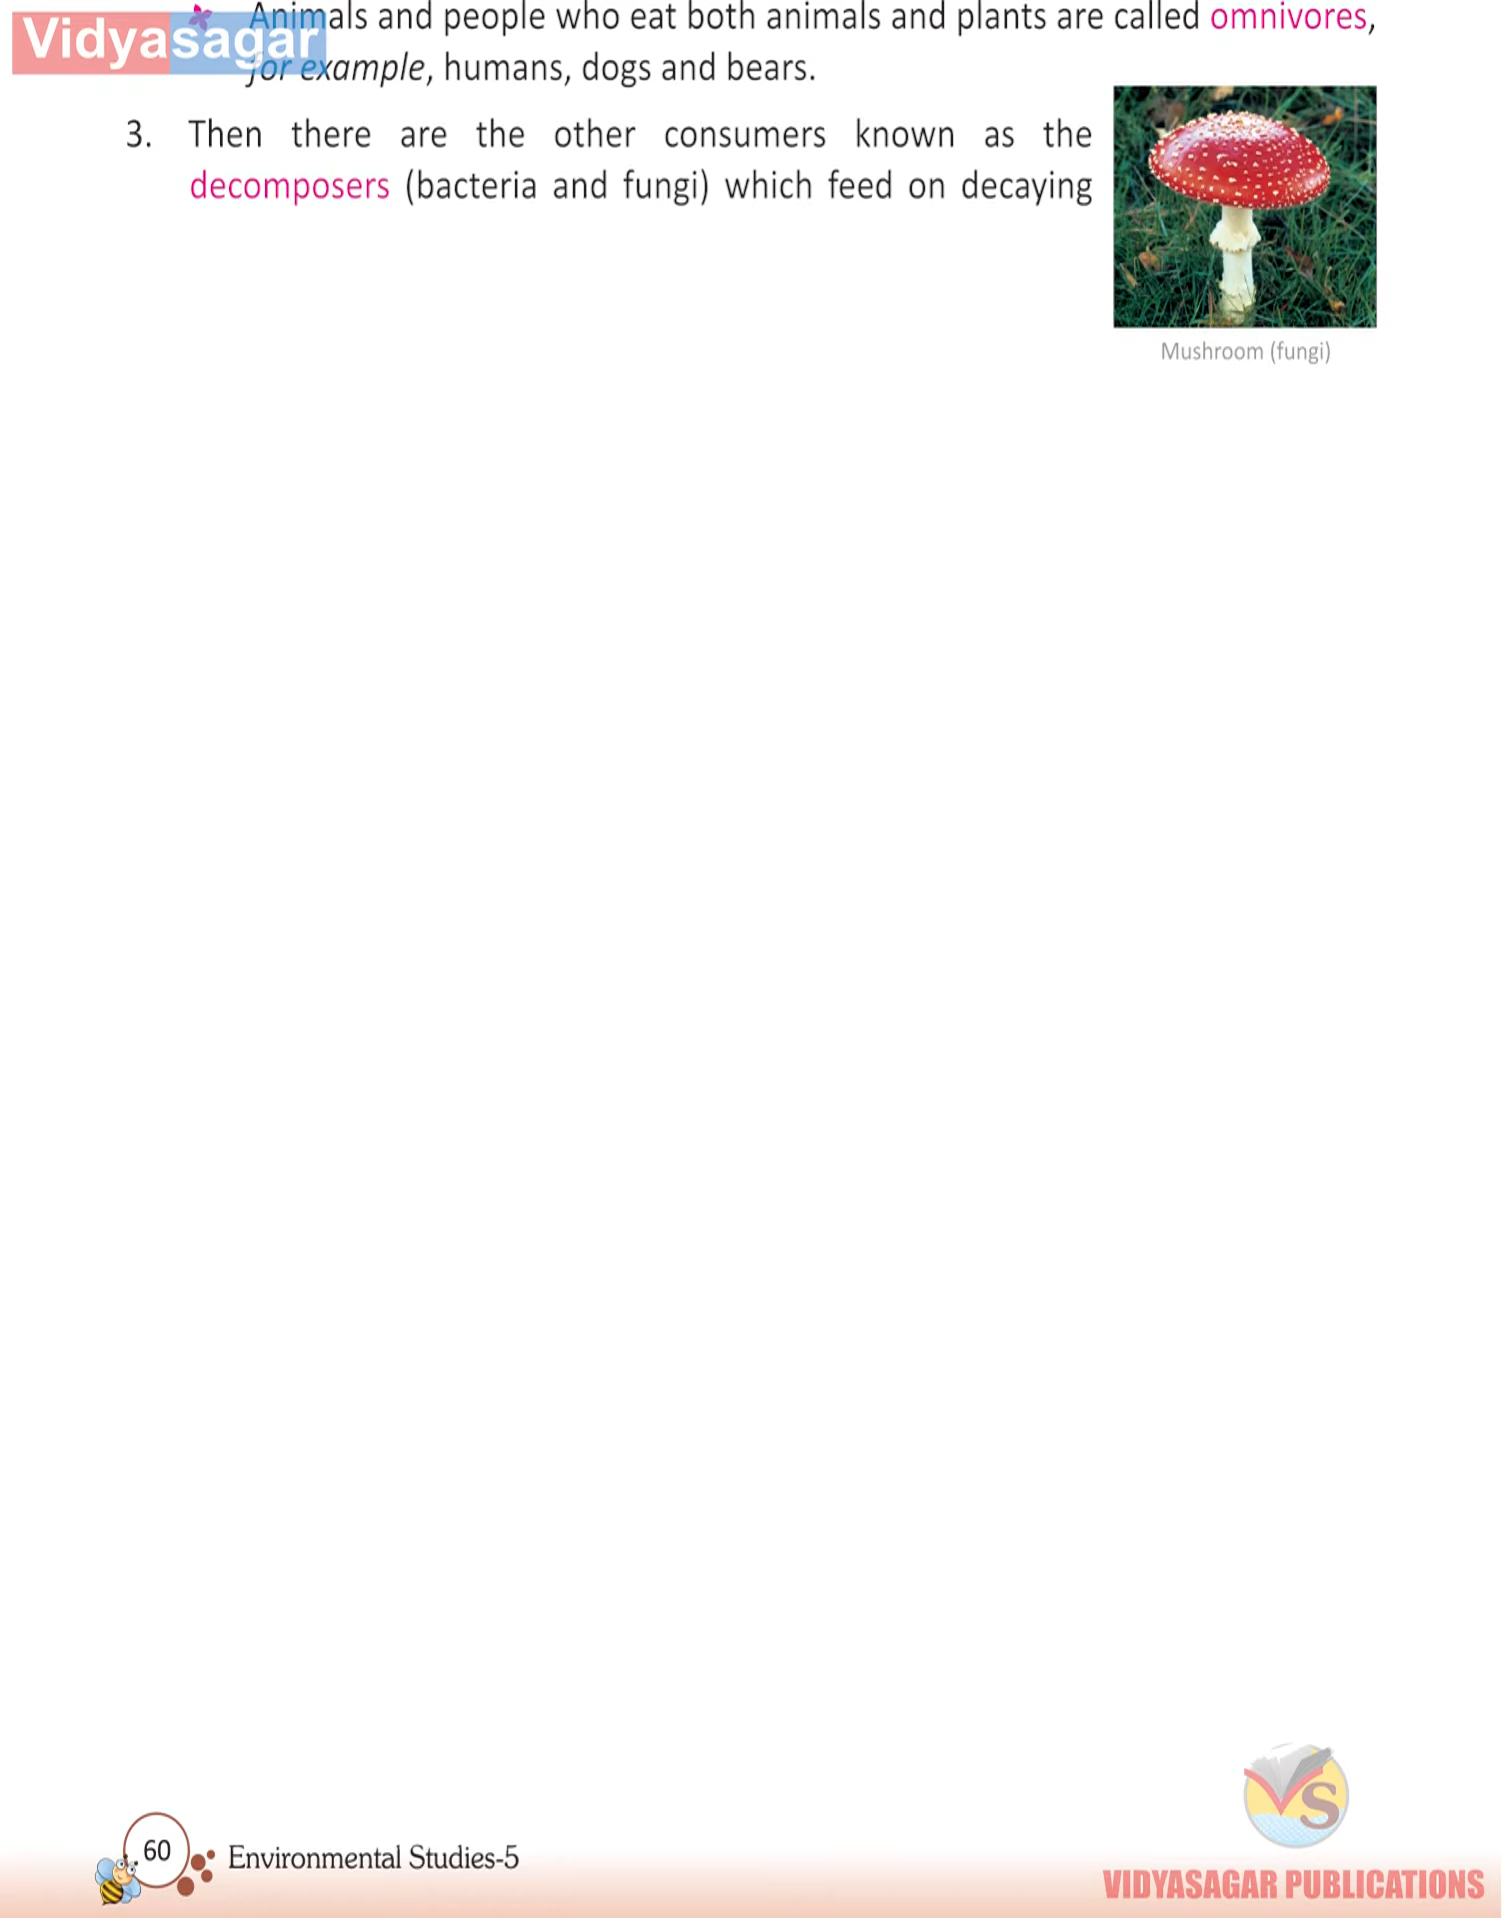 Vidyasagar
Animals and people who eat both animals and plants are called omnivores,
for example, humans, dogs and bears.
3. Then there are the other consumers known as the
decomposers (bacteria and fungi) which feed on decaying
Mushroom (fungi)
VS
60 Environmental Studies-5
VIDYASAGAR PUBLICATIONS